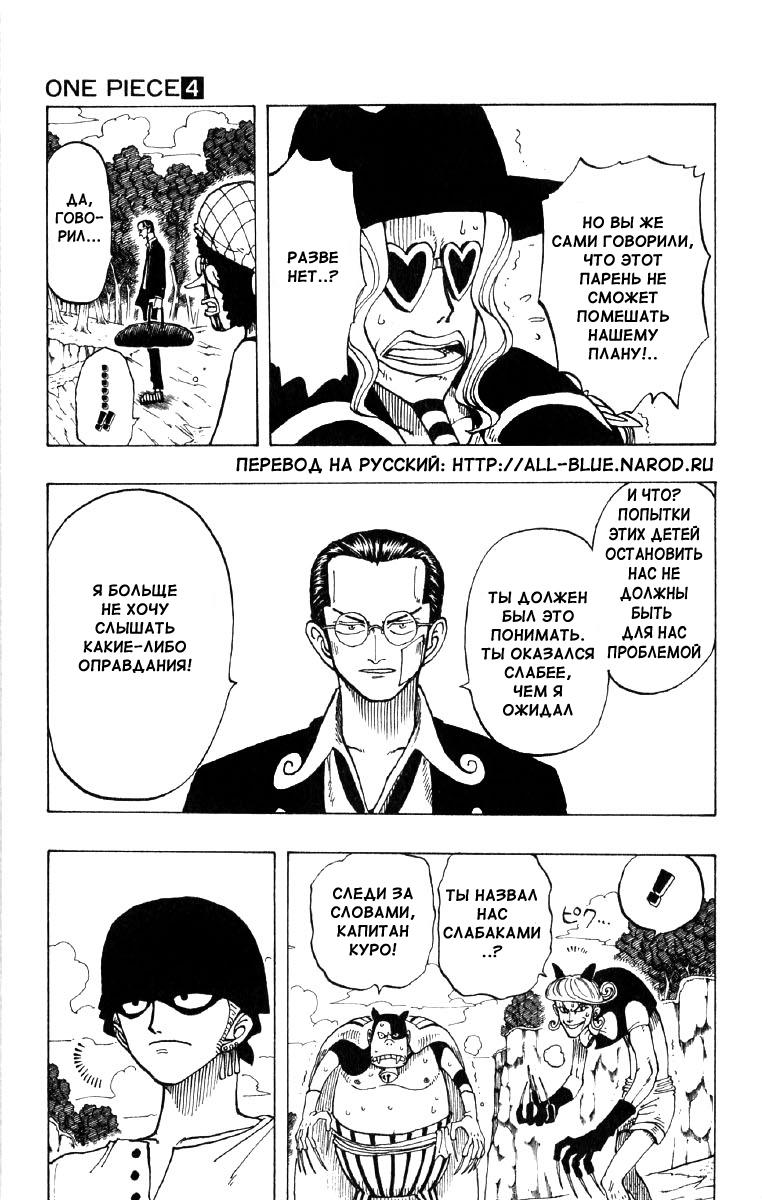 ONE PIECE 4
НО ВЫ ЖЕ
САМИ ГОВОРИЛИ,
ЧТО ЭТОТ
ПАРЕНЬ НЕ
СМОЖЕТ
ПОМЕШАТЬ
НАШЕМУ
ПЛАНУ!..
РАЗВЕ
НЕТ..?
ДА,
ГОВО-
РИЛ...
..........!!
ПЕРЕВОД НА РУССКИЙ: HTTP://ALL-BLUE.NAROD.RU
И ЧТО?
ПОПЫТКИ
ЭТИХ ДЕТЕЙ
ОСТАНОВИТЬ
НАС НЕ
ДОЛЖНЫ
БЫТЬ
ДЛЯ НАС
ПРОБЛЕМОЙ
ТЫ ДОЛЖЕН
БЫЛ ЭТО
ПОНИМАТЬ.
ТЫ ОКАЗАЛСЯ
СЛАБЕЕ,
ЧЕМ Я
ОЖИДАЛ
Я БОЛЬЩЕ
НЕ ХОЧУ
СЛЫШАТЬ
КАКИЕ-ЛИБО
ОПРАВДАНИЯ!
!!
ピク…
ТЫ НАЗВАЛ
НАС
СЛАБАКАМИ
..?
СЛЕДИ ЗА
СЛОВАМИ,
КАПИТАН
КУРО!